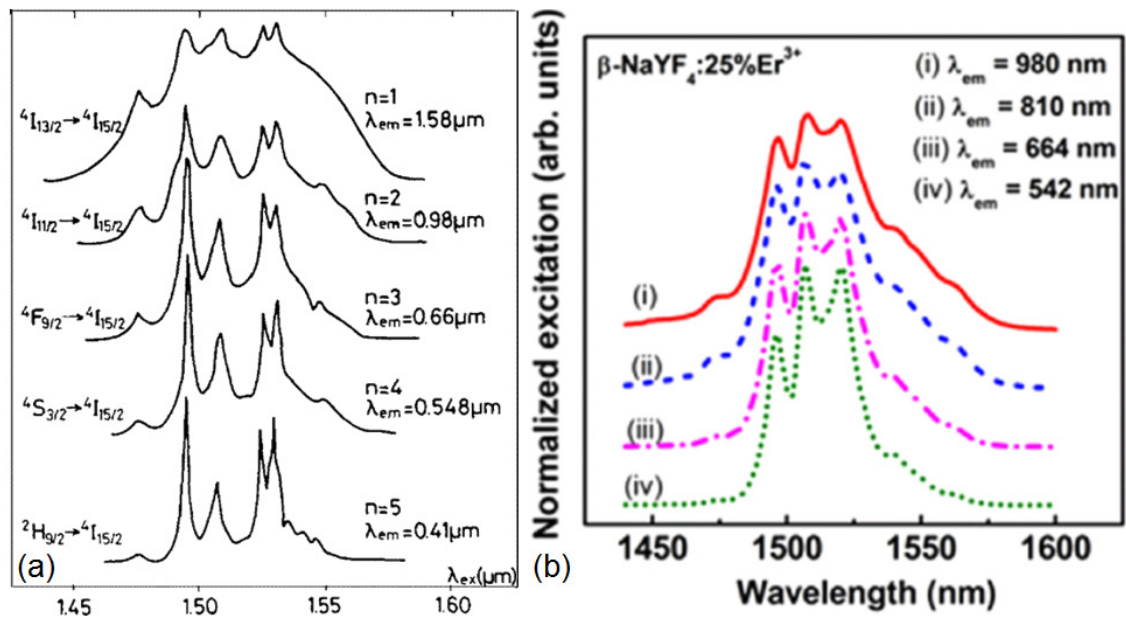 ⁴I₁₃/₂→⁴I₁₅/₂
n=1
λem=1.58μm
⁴I₁₁/₂→⁴I₁₅/₂
n=2
λem=0.98μm
⁴F₉/₂→⁴I₁₅/₂
n=3
λem=0.66μm
⁴S₃/₂→⁴I₁₅/₂
n=4
λem=0.548μm
²H₉/₂→⁴I₁₅/₂
n=5
λem=0.41μm
(a)
λex(μm)
1.45 1.50 1.55 1.60
Normalized excitation (arb. units)
β-NaYF₄:25%Er³⁺
(i) λem = 980 nm
(ii) λem = 810 nm
(iii) λem = 664 nm
(iv) λem = 542 nm
(i)
(ii)
(iii)
(iv)
1450 1500 1550 1600
(b)
Wavelength (nm)